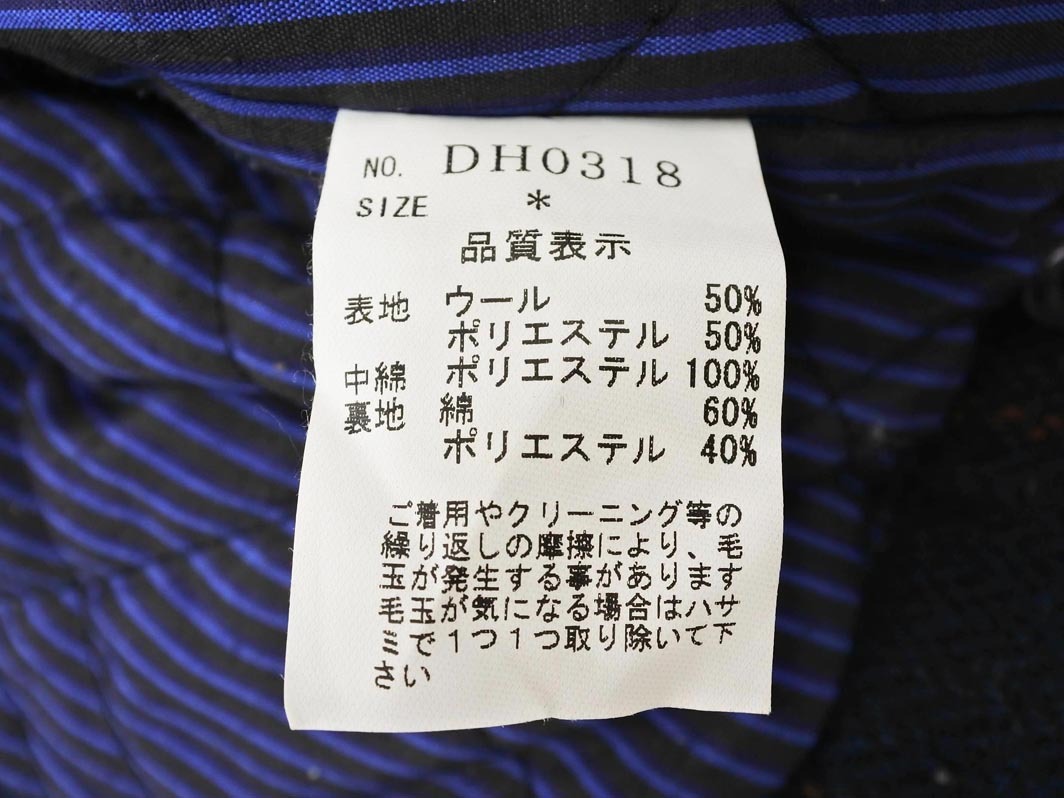 NO. DH0318
SIZE *
品質表示
表地 ウール 50%
ポリエステル 50%
中綿 ポリエステル 100%
裏地 綿 60%
ポリエステル 40%
ご着用やクリーニング等の
繰り返しの摩擦により、毛
玉が発生する事があります
毛玉が気になる場合はハサ
ミで1つ1つ取り除いて下
さい